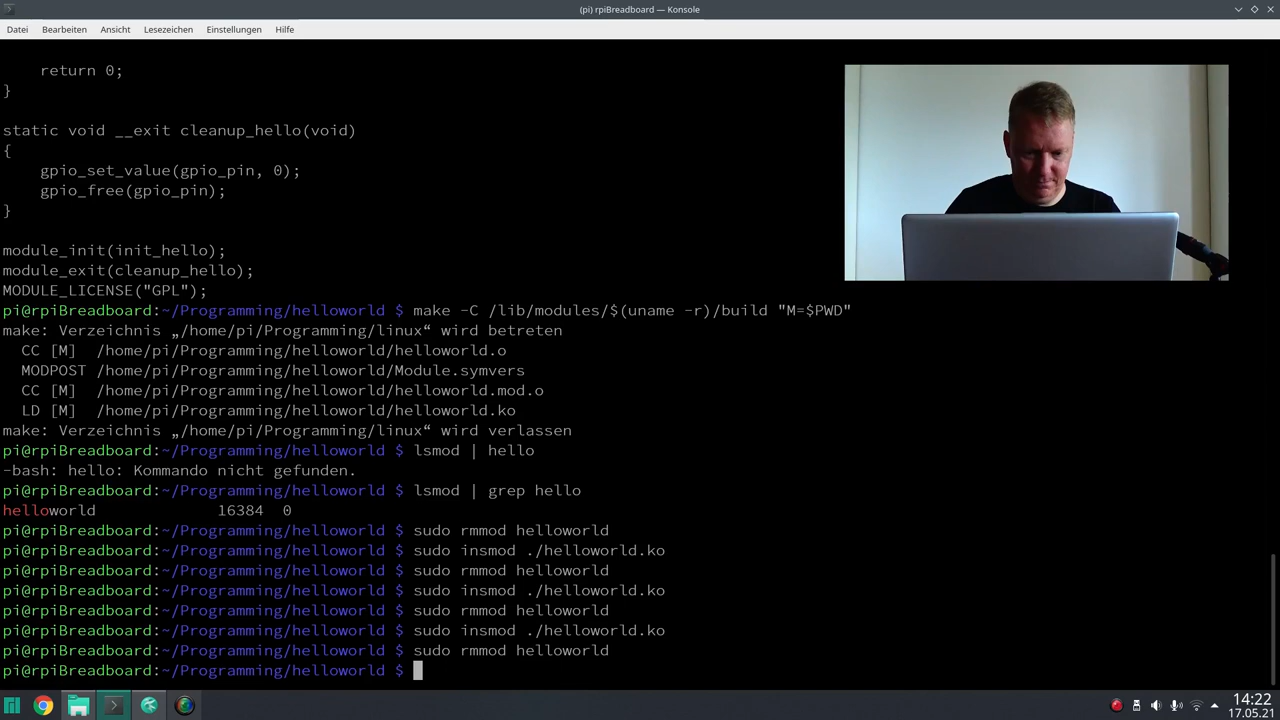 (pi) rpiBreadboard — Konsole
Datei Bearbeiten Ansicht Lesezeichen Einstellungen Hilfe
return 0;
}
static void __exit cleanup_hello(void)
{
gpio_set_value(gpio_pin, 0);
gpio_free(gpio_pin);
}
module_init(init_hello);
module_exit(cleanup_hello);
MODULE_LICENSE("GPL");
pi@rpiBreadboard:~/Programming/helloworld $ make -C /lib/modules/$(uname -r)/build "M=$PWD"
make: Verzeichnis „/home/pi/Programming/linux“ wird betreten
CC [M] /home/pi/Programming/helloworld/helloworld.o
MODPOST /home/pi/Programming/helloworld/Module.symvers
CC [M] /home/pi/Programming/helloworld/helloworld.mod.o
LD [M] /home/pi/Programming/helloworld/helloworld.ko
make: Verzeichnis „/home/pi/Programming/linux“ wird verlassen
pi@rpiBreadboard:~/Programming/helloworld $ lsmod | hello
-bash: hello: Kommando nicht gefunden.
pi@rpiBreadboard:~/Programming/helloworld $ lsmod | grep hello
helloworld 16384 0
pi@rpiBreadboard:~/Programming/helloworld $ sudo rmmod helloworld
pi@rpiBreadboard:~/Programming/helloworld $ sudo insmod ./helloworld.ko
pi@rpiBreadboard:~/Programming/helloworld $ sudo rmmod helloworld
pi@rpiBreadboard:~/Programming/helloworld $ sudo insmod ./helloworld.ko
pi@rpiBreadboard:~/Programming/helloworld $ sudo rmmod helloworld
pi@rpiBreadboard:~/Programming/helloworld $ sudo insmod ./helloworld.ko
pi@rpiBreadboard:~/Programming/helloworld $ sudo rmmod helloworld
pi@rpiBreadboard:~/Programming/helloworld $
14:22
17.05.21